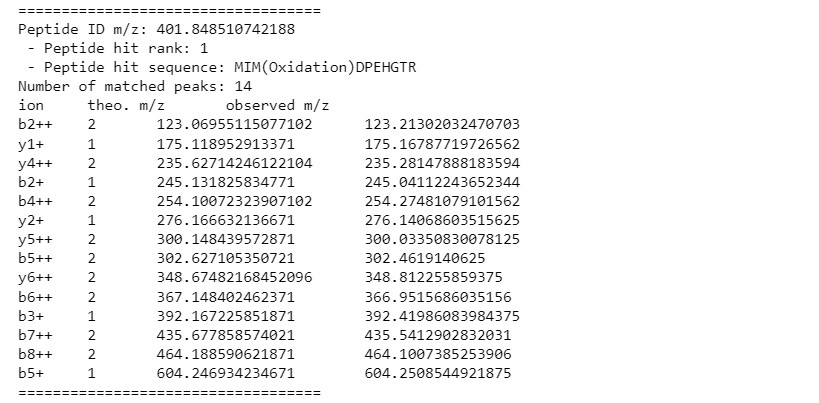 ===================================
Peptide ID m/z: 401.848510742188
 - Peptide hit rank: 1
 - Peptide hit sequence: MIM(Oxidation)DPEHGTR
Number of matched peaks: 14
ion theo. m/z observed m/z
b2++ 2 123.06955115077102 123.21302032470703
y1+ 1 175.118952913371 175.16787719726562
y4++ 2 235.62714246122104 235.28147888183594
b2+ 1 245.131825834771 245.04112243652344
b4++ 2 254.10072323907102 254.27481079101562
y2+ 1 276.166632136671 276.14068603515625
y5++ 2 300.148439572871 300.03350830078125
b5++ 2 302.627105350721 302.4619140625
y6++ 2 348.67482168452096 348.812255859375
b6++ 2 367.148402462371 366.9515686035156
b3+ 1 392.167225851871 392.41986083984375
b7++ 2 435.677858574021 435.5412902832031
b8++ 2 464.188590621871 464.1007385253906
b5+ 1 604.246934234671 604.2508544921875
===================================